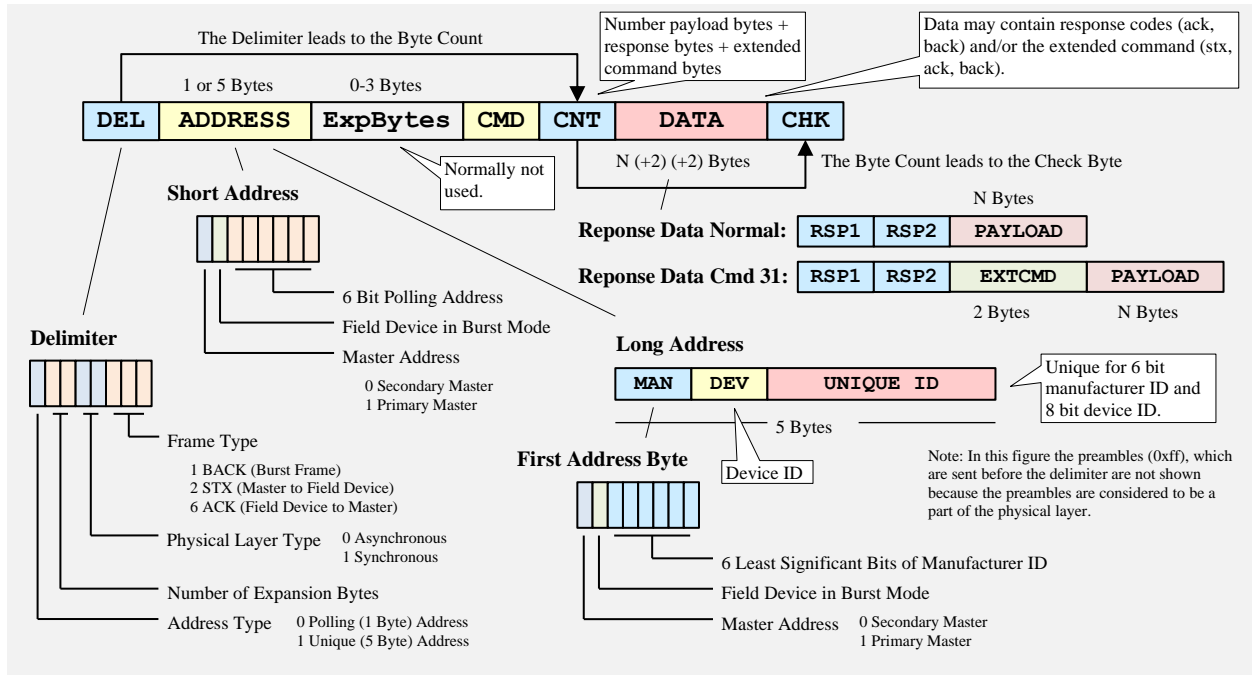 The Delimiter leads to the Byte Count
Number payload bytes +
response bytes + extended
command bytes
Data may contain response codes (ack,
back) and/or the extended command (stx,
ack, back).
1 or 5 Bytes
0-3 Bytes
DEL
ADDRESS
ExpBytes
CMD
CNT
DATA
CHK
Normally not
used.
N (+2) (+2) Bytes
The Byte Count leads to the Check Byte
Short Address
6 Bit Polling Address
Field Device in Burst Mode
Master Address
0 Secondary Master
1 Primary Master
N Bytes
Reponse Data Normal:
RSP1
RSP2
PAYLOAD
Reponse Data Cmd 31:
RSP1
RSP2
EXTCMD
PAYLOAD
2 Bytes
N Bytes
Delimiter
Frame Type
1 BACK (Burst Frame)
2 STX (Master to Field Device)
6 ACK (Field Device to Master)
Physical Layer Type
0 Asynchronous
1 Synchronous
Number of Expansion Bytes
Address Type
0 Polling (1 Byte) Address
1 Unique (5 Byte) Address
Long Address
MAN
DEV
UNIQUE ID
Unique for 6 bit
manufacturer ID and
8 bit device ID.
5 Bytes
Device ID
First Address Byte
6 Least Significant Bits of Manufacturer ID
Field Device in Burst Mode
Master Address
0 Secondary Master
1 Primary Master
Note: In this figure the preambles (0xff), which
are sent before the delimiter are not shown
because the preambles are considered to be a
part of the physical layer.